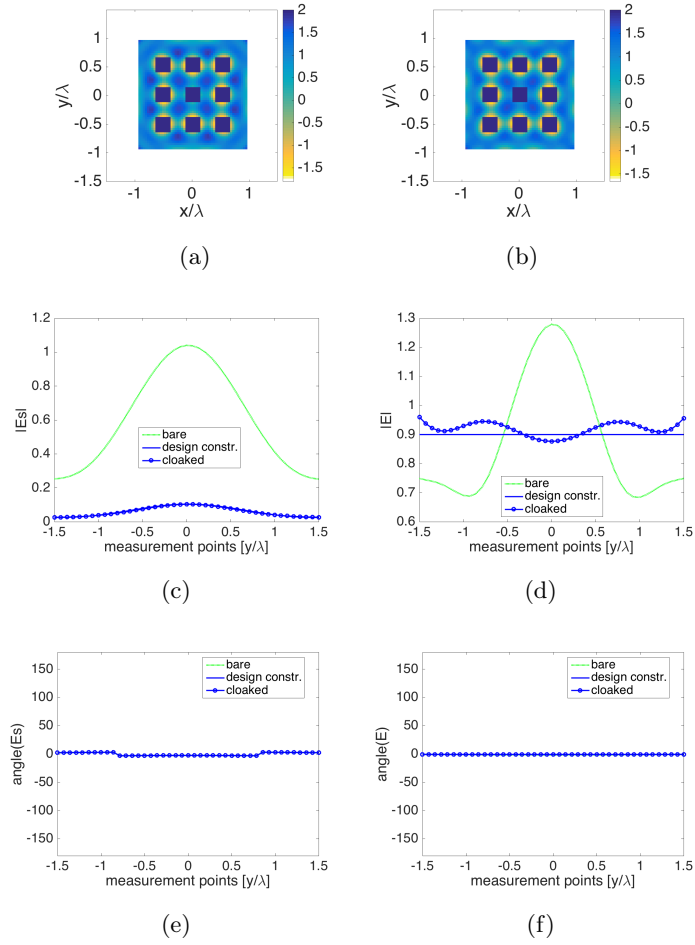 1.5
1
0.5
0
-0.5
-1
-1.5
y/λ
-1 0 1
x/λ
2
1.5
1
0.5
0
-0.5
-1
-1.5
(a)
1.5
1
0.5
0
-0.5
-1
-1.5
y/λ
-1 0 1
x/λ
2
1.5
1
0.5
0
-0.5
-1
-1.5
(b)
1.2
1
0.8
0.6
0.4
0.2
0
|Es|
bare
design constr.
cloaked
-1.5 -1 -0.5 0 0.5 1 1.5
measurement points [y/λ]
(c)
1.3
1.2
1.1
1
0.9
0.8
0.7
0.6
|E|
bare
design constr.
cloaked
-1.5 -1 -0.5 0 0.5 1 1.5
measurement points [y/λ]
(d)
150
100
50
0
-50
-100
-150
angle(Es)
bare
design constr.
cloaked
-1.5 -1 -0.5 0 0.5 1 1.5
measurement points [y/λ]
(e)
150
100
50
0
-50
-100
-150
angle(E)
bare
design constr.
cloaked
-1.5 -1 -0.5 0 0.5 1 1.5
measurement points [y/λ]
(f)